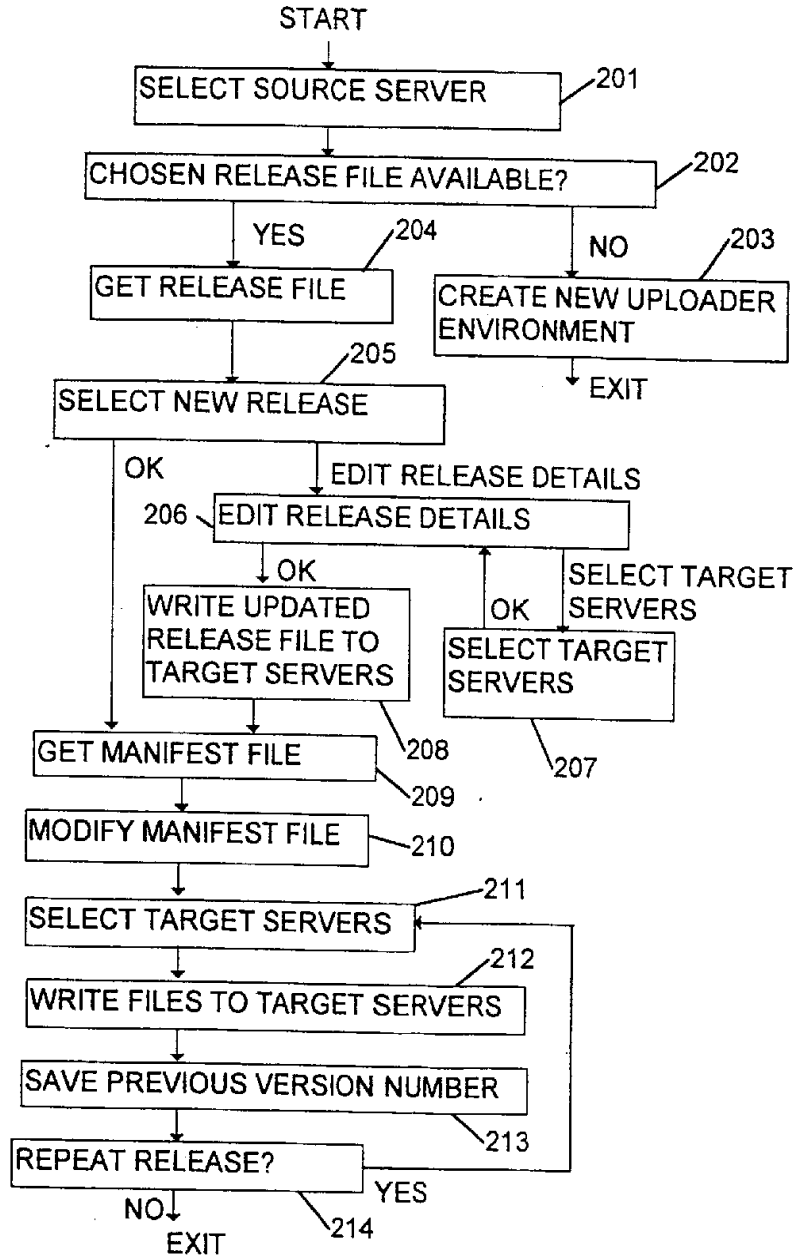 START
SELECT SOURCE SERVER
201
CHOSEN RELEASE FILE AVAILABLE?
202
YES
204
NO
203
GET RELEASE FILE
CREATE NEW UPLOADER
ENVIRONMENT
205
EXIT
SELECT NEW RELEASE
OK
EDIT RELEASE DETAILS
206
EDIT RELEASE DETAILS
OK
SELECT TARGET
SERVERS
OK
WRITE UPDATED
RELEASE FILE TO
TARGET SERVERS
SELECT TARGET
SERVERS
208
207
GET MANIFEST FILE
209
MODIFY MANIFEST FILE
210
211
SELECT TARGET SERVERS
212
WRITE FILES TO TARGET SERVERS
SAVE PREVIOUS VERSION NUMBER
213
REPEAT RELEASE?
YES
NO
214
EXIT